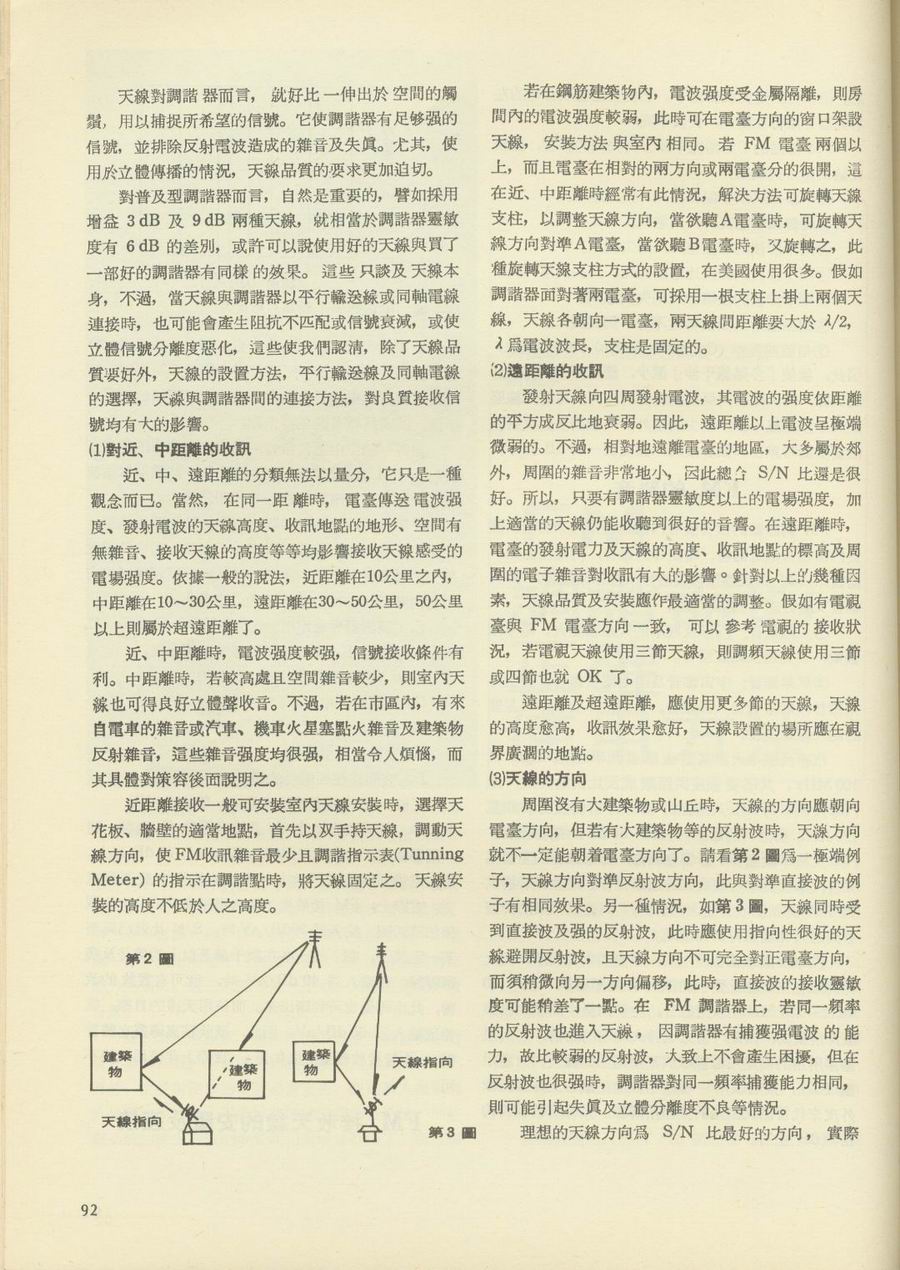 天線對調諧器而言，就好比一伸出於空間的觸
鬚，用以捕捉所希望的信號。它使調諧器有足够强的
信號，並排除反射電波造成的雜音及失眞。尤其，使
用於立體傳播的情況，天線品質的要求更加迫切。
對普及型調諧器而言，自然是重要的，譬如採用
增益 3 dB 及 9 dB 兩種天線，就相當於調諧器靈敏
度有 6 dB 的差別，或許可以說使用好的天線與買了
一部好的調諧器有同樣的效果。這些只談及天線本
身，不過，當天線與調諧器以平行輸送線或同軸電線
連接時，也可能會產生阻抗不匹配或信號衰減，或使
立體信號分離度惡化，這些使我們認淸，除了天線品
質要好外，天線的設置方法，平行輸送線及同軸電線
的選擇，天線與調諧器間的連接方法，對良質接收信
號均有大的影響。
⑴對近、中距離的收訊
近、中、遠距離的分類無法以量分，它只是一種
觀念而已。當然，在同一距離時，電臺傳送電波强
度、發射電波的天線高度、收訊地點的地形、空間有
無雜音、接收天線的高度等等均影響接收天線感受的
電場强度。依據一般的說法，近距離在10公里之內，
中距離在10～30公里，遠距離在30～50公里，50公里
以上則屬於超遠距離了。
近、中距離時，電波强度較强，信號接收條件有
利。中距離時，若較高處且空間雜音較少，則室內天
線也可得良好立體聲收音。不過，若在市區內，有來
自電車的雜音或汽車、機車火星塞點火雜音及建築物
反射雜音，這些雜音强度均很强，相當令人煩惱，而
其具體對策容後面說明之。
近距離接收一般可安裝室內天線安裝時，選擇天
花板、牆壁的適當地點，首先以双手持天線，調動天
線方向，使 FM收訊雜音最少且調諧指示表(Tunning
Meter) 的指示在調諧點時，將天線固定之。天線安
裝的高度不低於人之高度。
第 2 圖
建築
物
建築
物
天線指向
建築
物
天線指向
第 3 圖
92
若在鋼筋建築物內，電波强度受金屬隔離，則房
間內的電波强度較弱，此時可在電臺方向的窗口架設
天線，安裝方法與室內相同。若 FM 電臺兩個以
上，而且電臺在相對的兩方向或兩電臺分的很開，這
在近、中距離時經常有此情況，解決方法可旋轉天線
支柱，以調整天線方向，當欲聽A電臺時，可旋轉天
線方向對準A電臺，當欲聽B電臺時，又旋轉之，此
種旋轉天線支柱方式的設置，在美國使用很多。假如
調諧器面對著兩電臺，可採用一根支柱上掛上兩個天
線，天線各朝向一電臺，兩天線間距離要大於 λ/2，
λ爲電波波長，支柱是固定的。
⑵遠距離的收訊
發射天線向四周發射電波，其電波的强度依距離
的平方成反比地衰弱。因此，遠距離以上電波呈極端
微弱的。不過，相對地遠離電臺的地區，大多屬於郊
外，周圍的雜音非常地小，因此總合 S/N 比還是很
好。所以，只要有調諧器靈敏度以上的電場强度，加
上適當的天線仍能收聽到很好的音響。在遠距離時，
電臺的發射電力及天線的高度、收訊地點的標高及周
圍的電子雜音對收訊有大的影響。針對以上的幾種因
素，天線品質及安裝應作最適當的調整。假如有電視
臺與 FM 電臺方向一致，可以參考電視的接收狀
況，若電視天線使用三節天線，則調頻天線使用三節
或四節也就 OK 了。
遠距離及超遠距離，應使用更多節的天線，天線
的高度愈高，收訊效果愈好，天線設置的場所應在視
界廣濶的地點。
⑶天線的方向
周圍沒有大建築物或山丘時，天線的方向應朝向
電臺方向，但若有大建築物等的反射波時，天線方向
就不一定能朝着電臺方向了。請看第 2 圖爲一極端例
子，天線方向對準反射波方向，此與對準直接波的例
子有相同效果。另一種情況，如第 3 圖，天線同時受
到直接波及强的反射波，此時應使用指向性很好的天
線避開反射波，且天線方向不可完全對正電臺方向，
而須稍微向另一方向偏移，此時，直接波的接收靈敏
度可能稍差了一點。在 FM 調諧器上，若同一頻率
的反射波也進入天線，因調諧器有捕獲强電波的能
力，故比較弱的反射波，大致上不會產生困擾，但在
反射波也很强時，調諧器對同一頻率捕獲能力相同，
則可能引起失眞及立體分離度不良等情況。
理想的天線方向爲 S/N 比最好的方向，實際